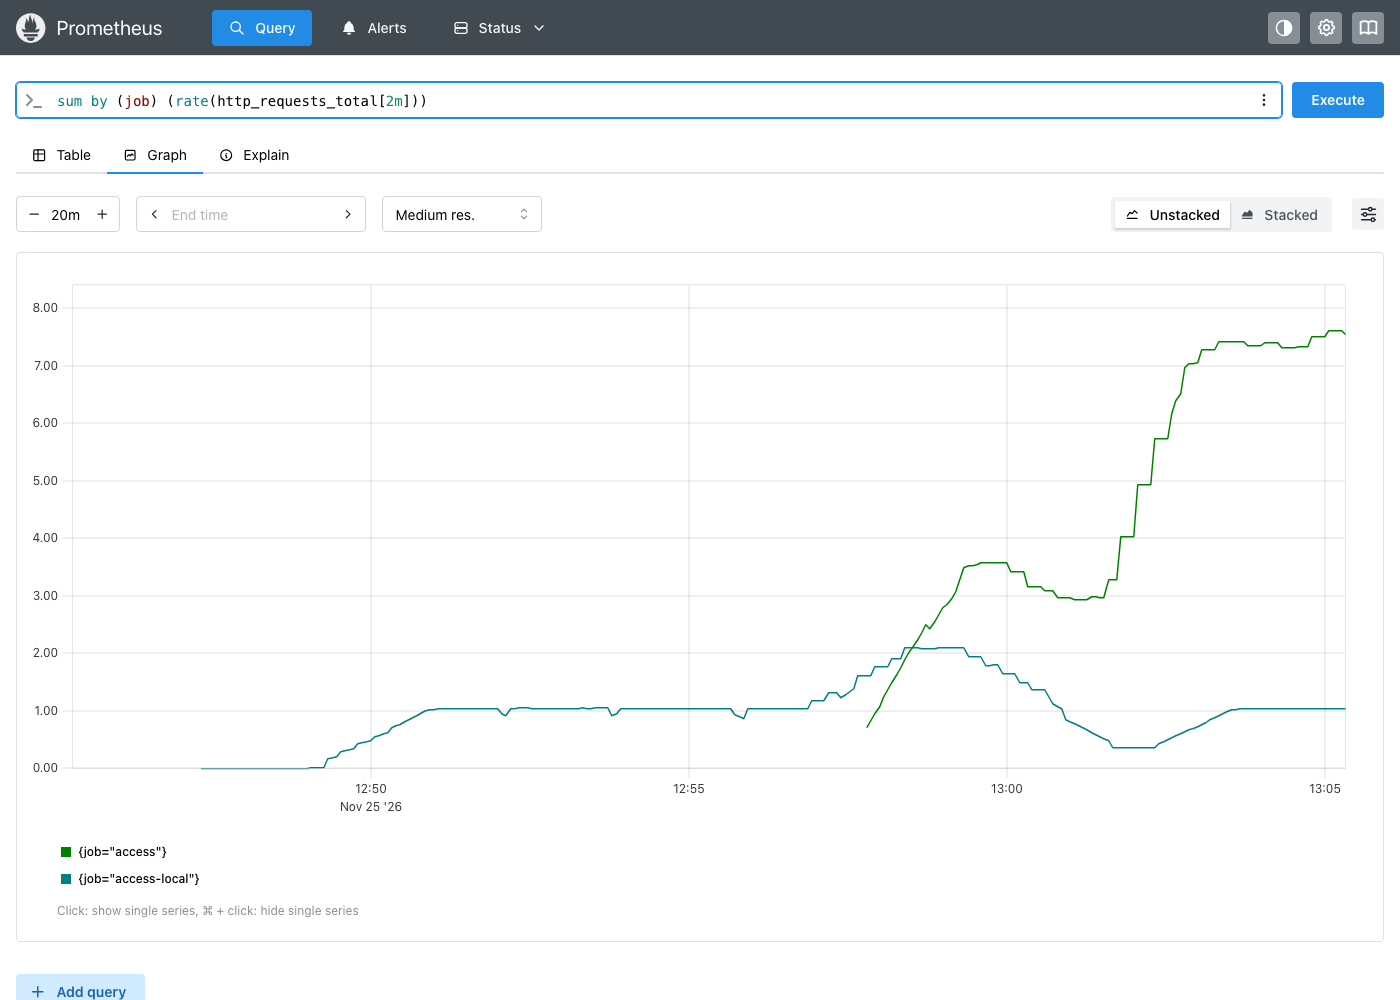 Prometheus
Query
Alerts
Status
sum by (job) (rate(http_requests_total[2m]))
Execute
Table
Graph
Explain
20m
End time
Medium res.
Unstacked
Stacked
8.00
7.00
6.00
5.00
4.00
3.00
2.00
1.00
0.00
12:50
12:55
13:00
13:05
Nov 25 '26
{job="access"}
{job="access-local"}
Click: show single series, ⌘ + click: hide single series
Add query